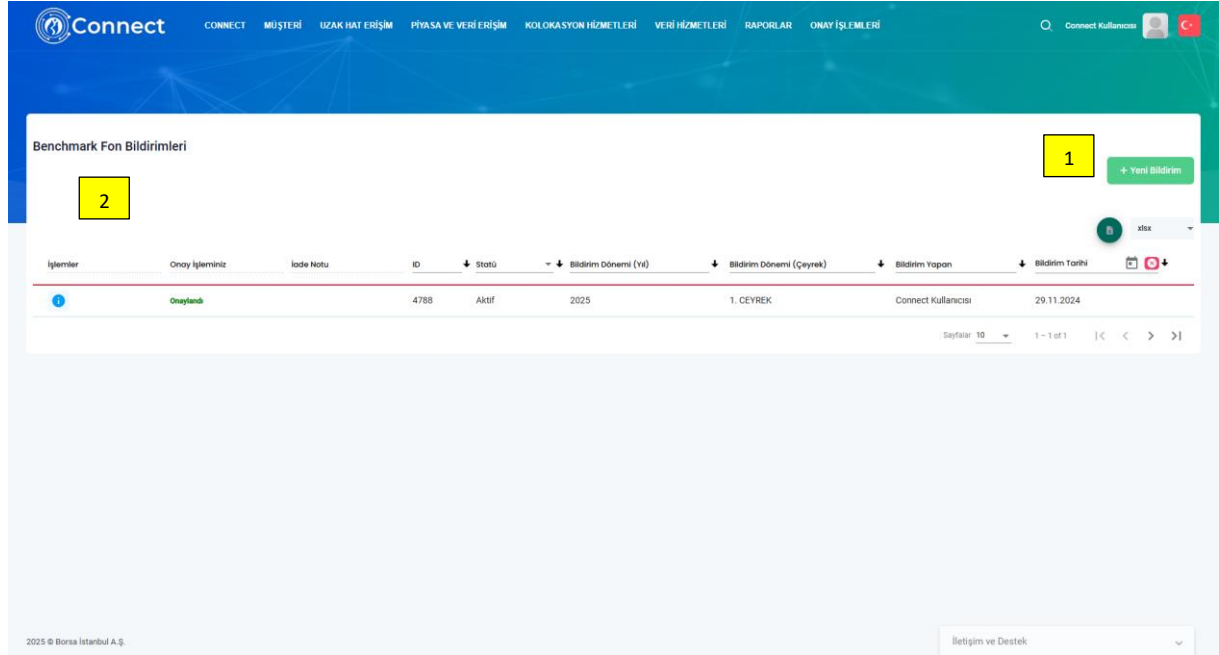 Connect CONNECT MÜŞTERİ UZAK HAT ERİŞİM PİYASA VE VERİ ERİŞİM KOLOKASYON HİZMETLERİ VERİ HİZMETLERİ RAPORLAR ONAY İŞLEMLERİ Connect Kullanıcısı
Benchmark Fon Bildirimleri
1
+ Yeni Bildirim
2
xlsx
İşlemler Onay İşleminiz İade Notu ID Statü Bildirim Dönemi (Yıl) Bildirim Dönemi (Çeyrek) Bildirim Yapan Bildirim Tarihi
Onaylandı 4788 Aktif 2025 1. CEYREK Connect Kullanıcısı 29.11.2024
Sayfalar 10 1 – 1 of 1
2025 © Borsa İstanbul A.Ş. İletişim ve Destek